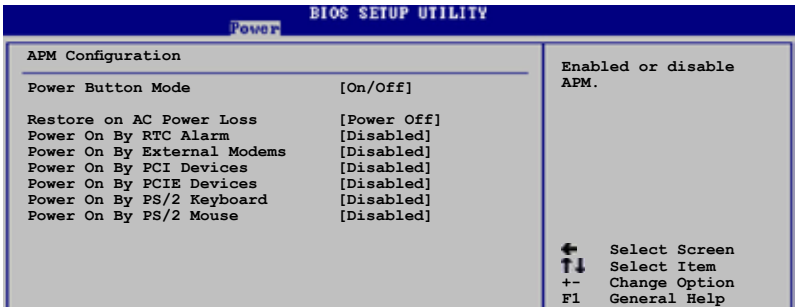 BIOS SETUP UTILITY
Power
APM Configuration
Power Button Mode [On/Off]
Restore on AC Power Loss [Power Off]
Power On By RTC Alarm [Disabled]
Power On By External Modems [Disabled]
Power On By PCI Devices [Disabled]
Power On By PCIE Devices [Disabled]
Power On By PS/2 Keyboard [Disabled]
Power On By PS/2 Mouse [Disabled]
Enabled or disable
APM.
← Select Screen
↑↓ Select Item
+- Change Option
F1 General Help